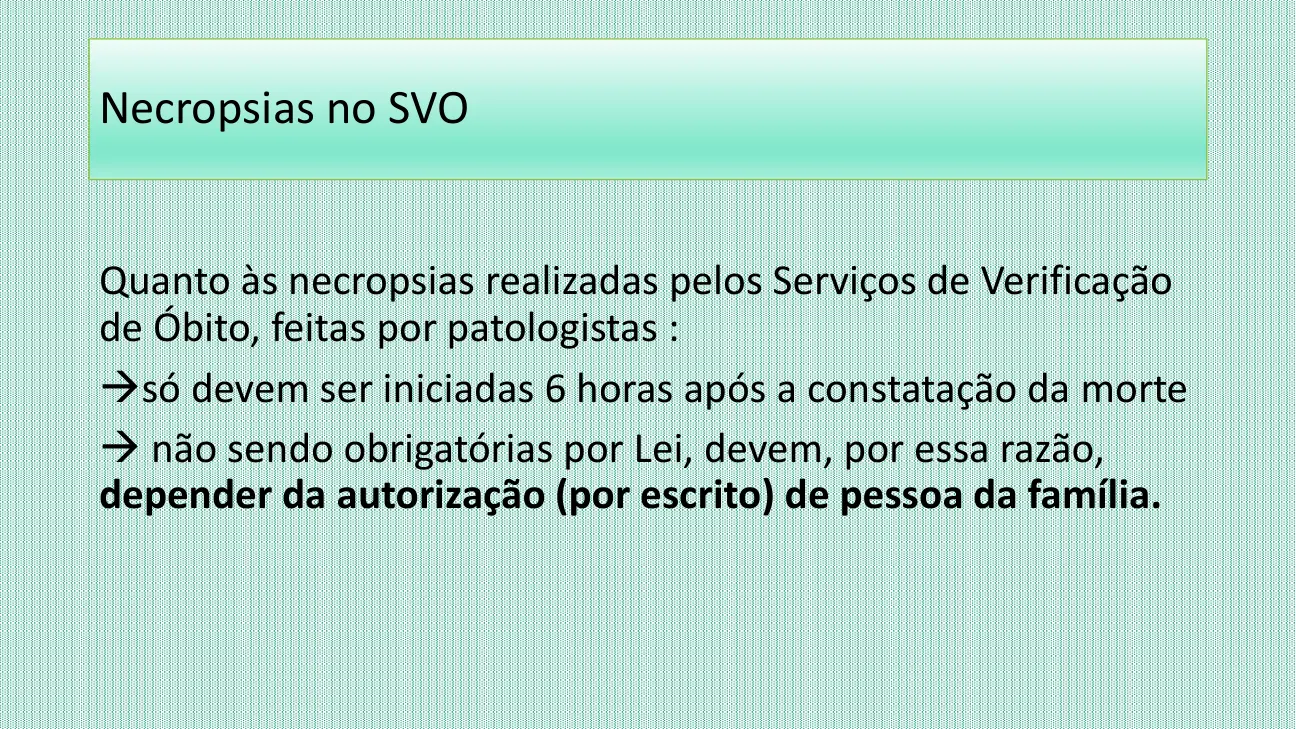 Necropsias no SVO
Quanto às necropsias realizadas pelos Serviços de Verificação
de Óbito, feitas por patologistas :
→só devem ser iniciadas 6 horas após a constatação da morte
→ não sendo obrigatórias por Lei, devem, por essa razão,
depender da autorização (por escrito) de pessoa da família.